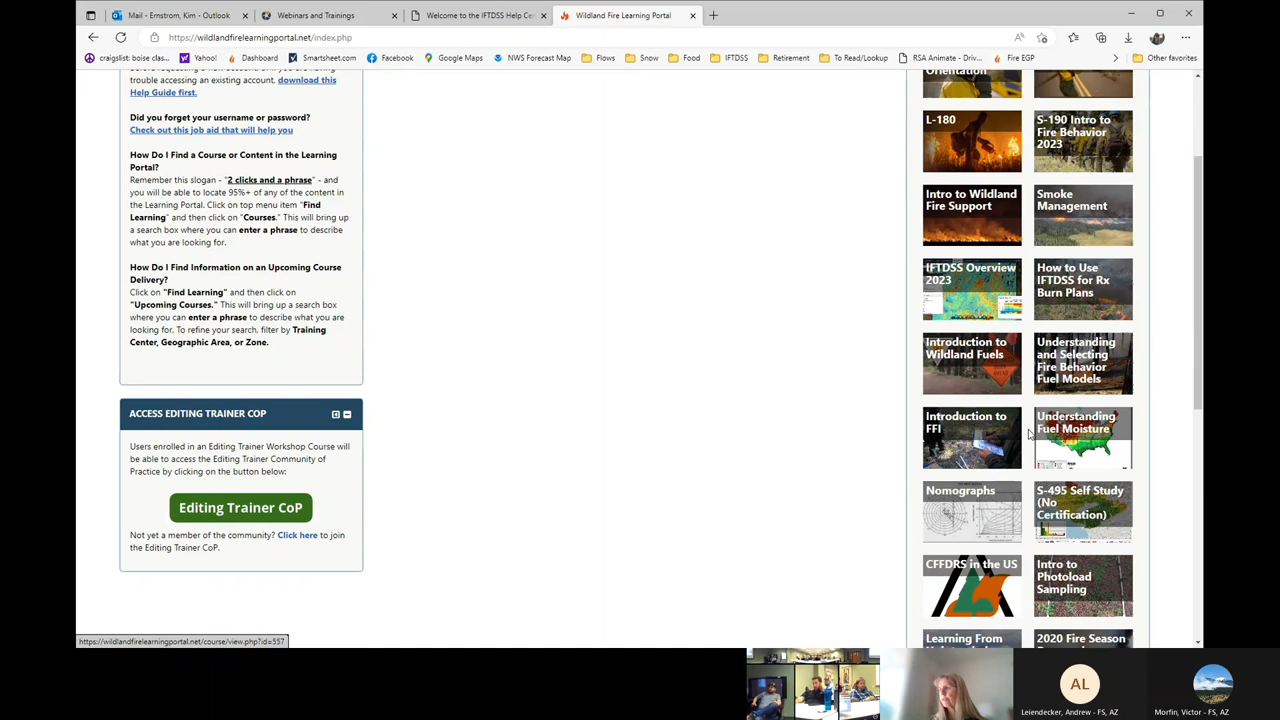 Mail - Ernstrom, Kim - Outlook
Webinars and Trainings
Welcome to the IFTDSS Help Ce
Wildland Fire Learning Portal
https://wildlandfirelearningportal.net/index.php
craigslist: boise clas...
Yahoo!
Dashboard
Smartsheet.com
Facebook
Google Maps
NWS Forecast Map
Flows
Snow
Food
IFTDSS
Retirement
To Read/Lookup
RSA Animate - Driv...
Fire EGP
Other favorites
trouble accessing an existing account, download this
Help Guide first.
Did you forget your username or password?
Check out this job aid that will help you
How Do I Find a Course or Content in the Learning
Portal?
Remember this slogan - "2 clicks and a phrase" - and
you will be able to locate 95%+ of any of the content in
the Learning Portal. Click on top menu item "Find
Learning" and then click on "Courses." This will bring up
a search box where you can enter a phrase to describe
what you are looking for.
How Do I Find Information on an Upcoming Course
Delivery?
Click on "Find Learning" and then click on
"Upcoming Courses." This will bring up a search box
where you can enter a phrase to describe what you are
looking for. To refine your search, filter by Training
Center, Geographic Area, or Zone.
ACCESS EDITING TRAINER COP
Users enrolled in an Editing Trainer Workshop Course will
be able to access the Editing Trainer Community of
Practice by clicking on the button below:
Editing Trainer CoP
Not yet a member of the community? Click here to join
the Editing Trainer CoP.
https://wildlandfirelearningportal.net/course/view.php?id=557
Orientation
L-180
S-190 Intro to
Fire Behavior
2023
Intro to Wildland
Fire Support
Smoke
Management
IFTDSS Overview
2023
How to Use
IFTDSS for Rx
Burn Plans
Introduction to
Wildland Fuels
Understanding
and Selecting
Fire Behavior
Fuel Models
Introduction to
FFI
Understanding
Fuel Moisture
Nomographs
S-495 Self Study
(No
Certification)
CFFDRS in the US
Intro to
Photoload
Sampling
Learning From
2020 Fire Season
AL
Leiendecker, Andrew - FS, AZ
Morfin, Victor - FS, AZ